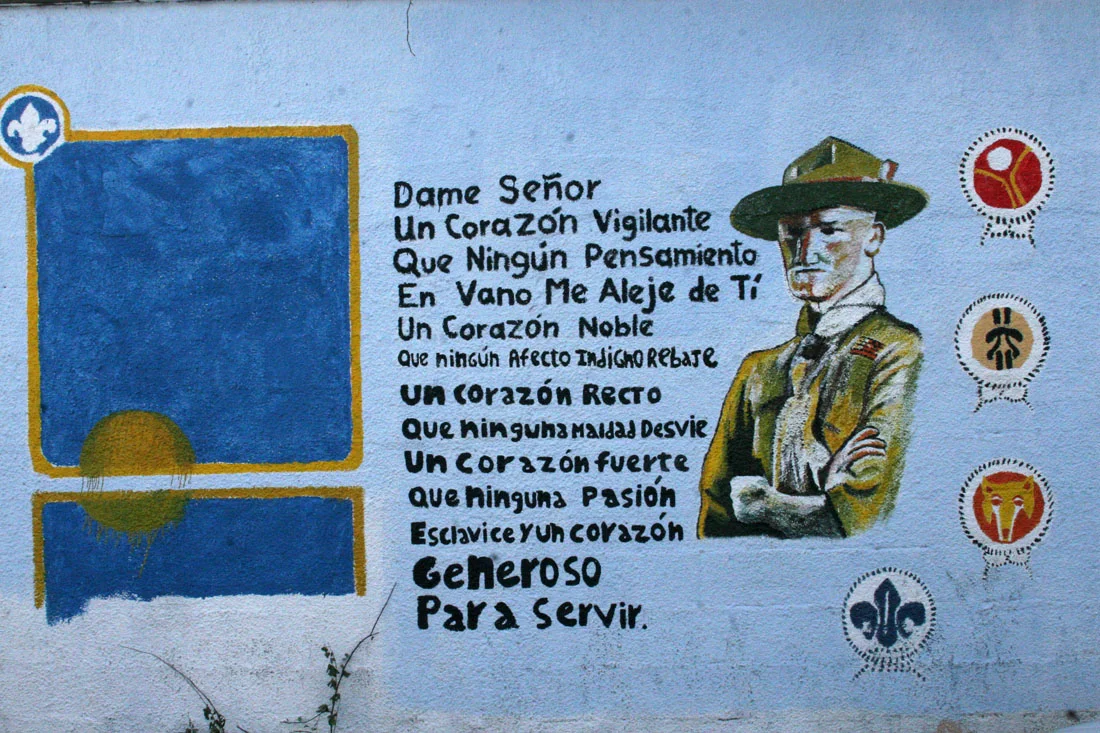 Dame Señor
Un Corazón Vigilante
Que Ningún Pensamiento
En Vano Me Aleje de Tí
Un Corazón Noble
Que ningún Afecto IndigNO Rebaje
Un corazón Recto
Que ninguna Maldad Desvie
Un Corazón fuerte
Que Ninguna Pasión
Esclavice y un corazón
Generoso
Para Servir.